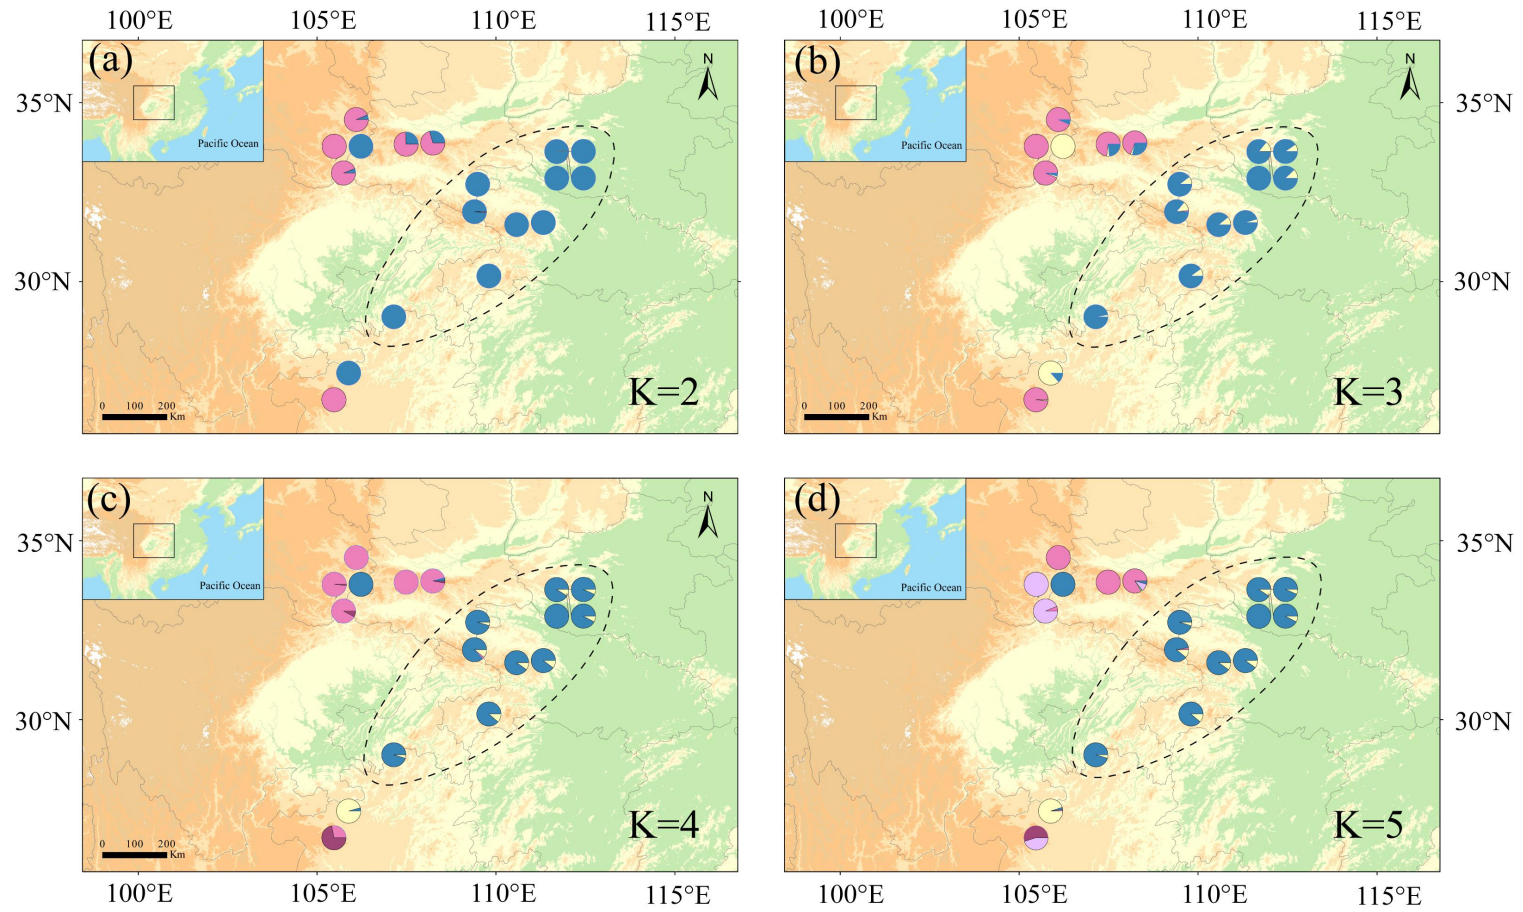 100°E 105°E 110°E 115°E 105°E 110°E 115°E
(a) N (b) N
35°N 35°N
Pacific Ocean Pacific Ocean
30°N 30°N
K=2 K=3
0 100 200 0 100 200
Km Km
(c) N (d)
35°N 35°N
Pacific Ocean Pacific Ocean
30°N 30°N
K=4 K=5
0 100 200
Km
100°E 105°E 110°E 115°E 100°E 105°E 110°E 115°E